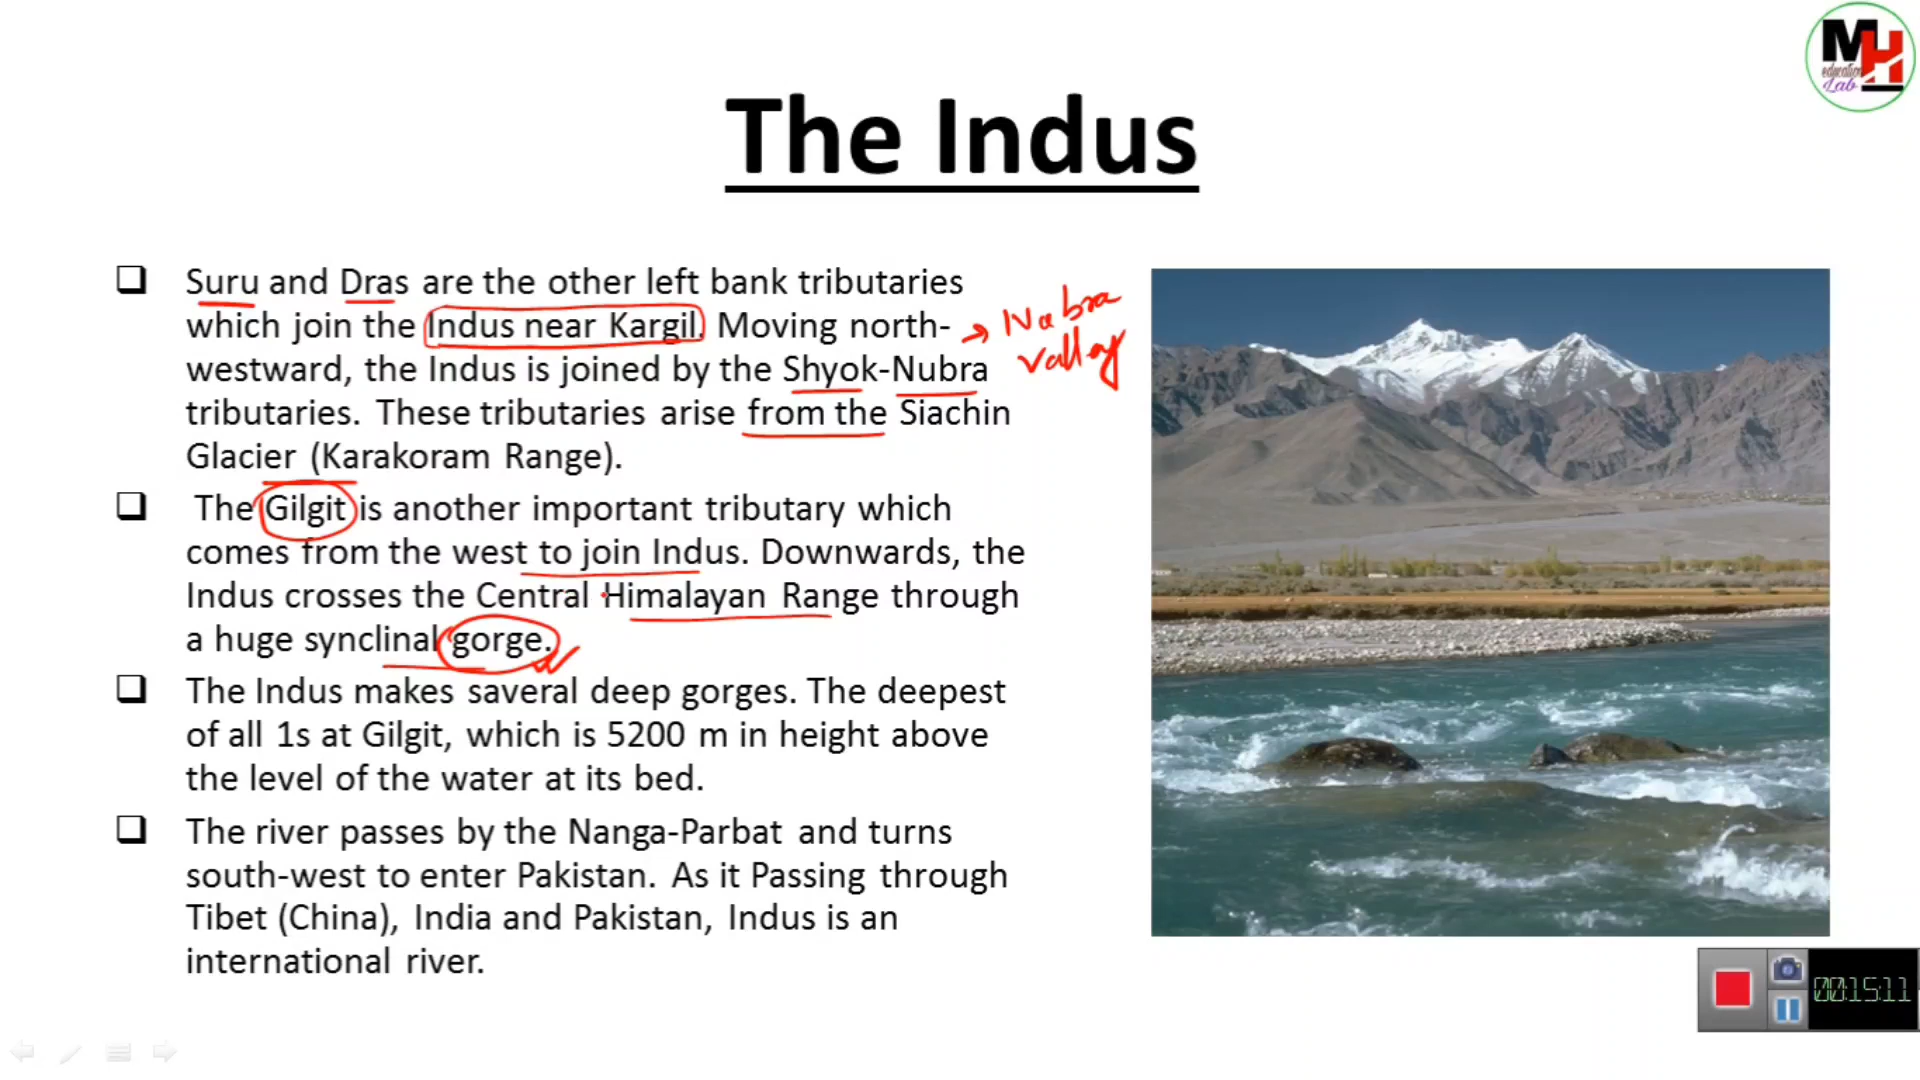 MH
education
Lab
The Indus
Suru and Dras are the other left bank tributaries
which join the Indus near Kargil. Moving north-
westward, the Indus is joined by the Shyok-Nubra
tributaries. These tributaries arise from the Siachin
Glacier (Karakoram Range).
Nubra
Valley
The Gilgit is another important tributary which
comes from the west to join Indus. Downwards, the
Indus crosses the Central Himalayan Range through
a huge synclinal gorge.
The Indus makes saveral deep gorges. The deepest
of all 1s at Gilgit, which is 5200 m in height above
the level of the water at its bed.
The river passes by the Nanga-Parbat and turns
south-west to enter Pakistan. As it Passing through
Tibet (China), India and Pakistan, Indus is an
international river.
00:15:11